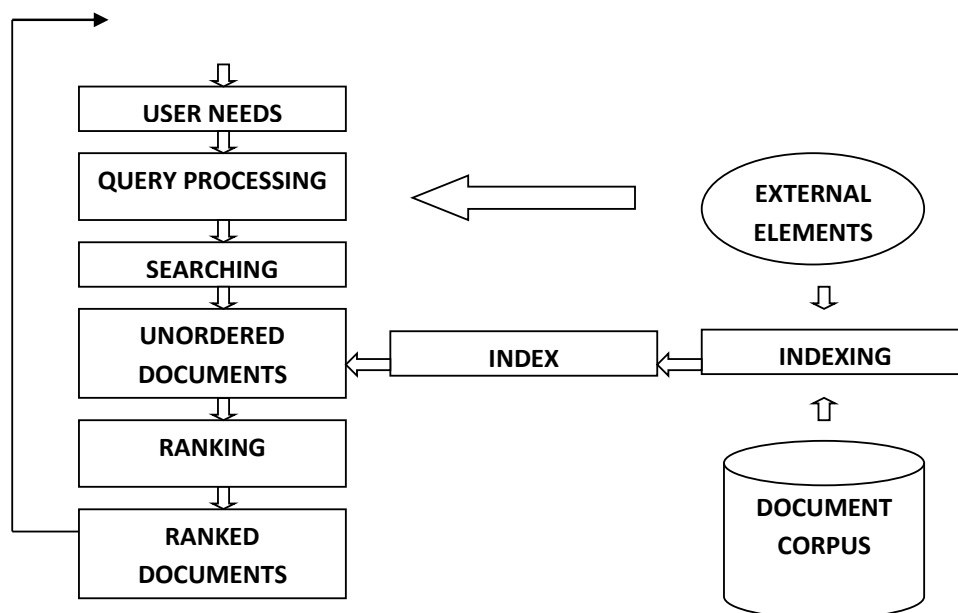 USER NEEDS
QUERY PROCESSING
SEARCHING
UNORDERED
DOCUMENTS
RANKING
RANKED
DOCUMENTS
INDEX
EXTERNAL
ELEMENTS
INDEXING
DOCUMENT
CORPUS